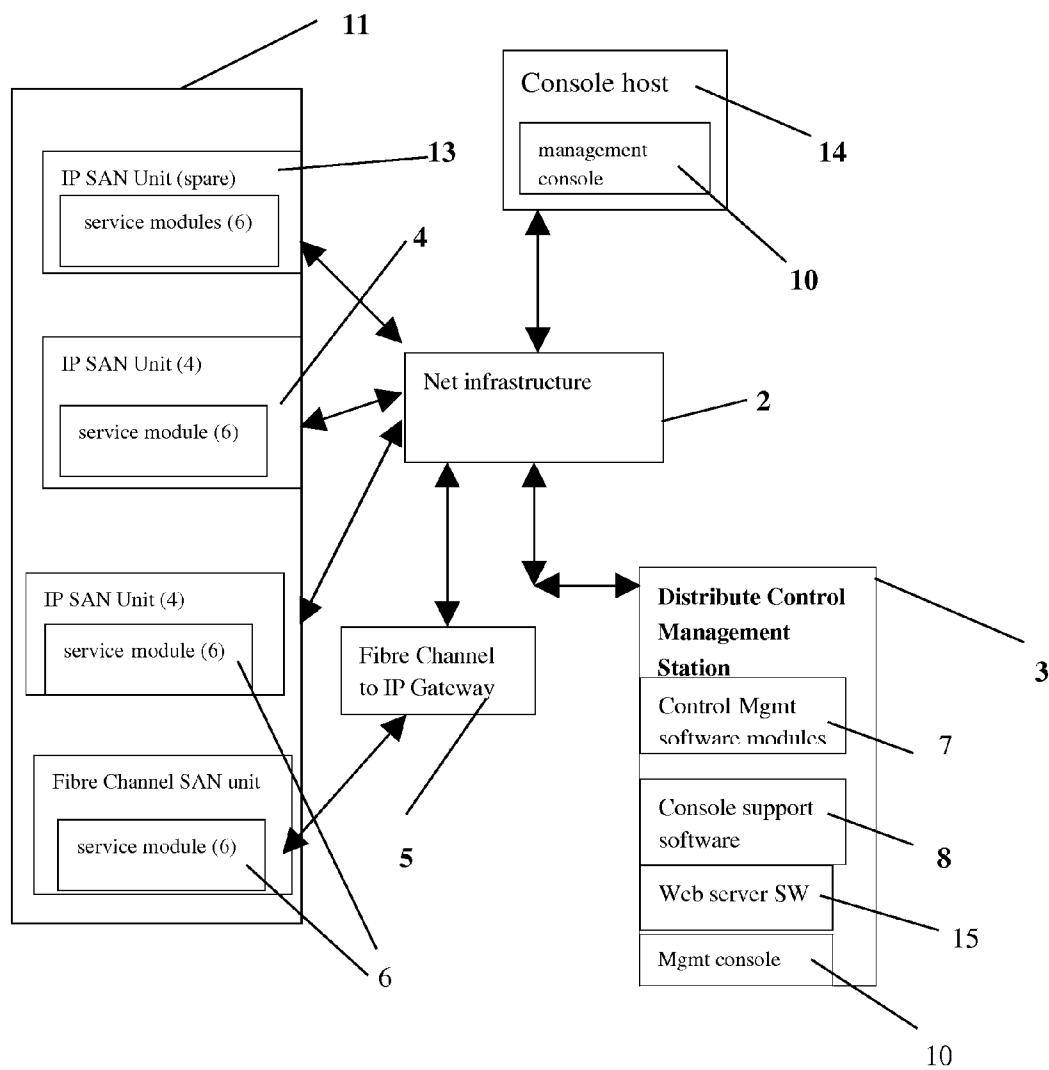 11
Console host
14
management
console
10
13
IP SAN Unit (spare)
service modules (6)
4
IP SAN Unit (4)
service module (6)
Net infrastructure
2
IP SAN Unit (4)
service module (6)
Fibre Channel
to IP Gateway
5
Fibre Channel SAN unit
service module (6)
6
Distribute Control
Management
Station
3
Control Mgmt
software modules
7
Console support
software
8
Web server SW
15
Mgmt console
10